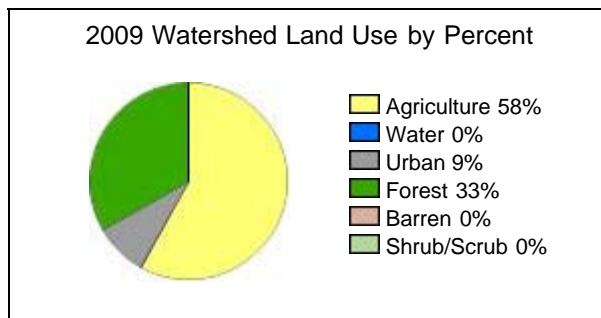 2009 Watershed Land Use by Percent
Agriculture 58%
Water 0%
Urban 9%
Forest 33%
Barren 0%
Shrub/Scrub 0%